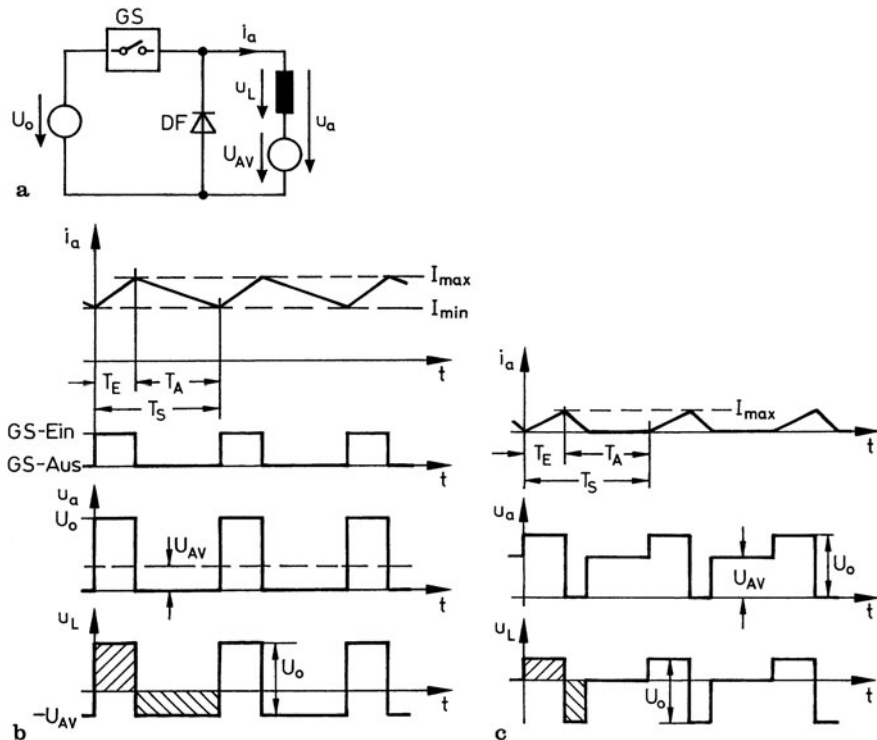 GS
i_a
u_L
U_o
DF
u_a
U_AV
a
i_a
I_max
I_min
t
T_E
T_A
T_S
GS-Ein
GS-Aus
t
u_a
U_o
U_AV
t
u_L
U_o
t
-U_AV
b
i_a
I_max
t
T_E
T_A
T_S
u_a
U_AV
U_o
t
u_L
U_o
t
c